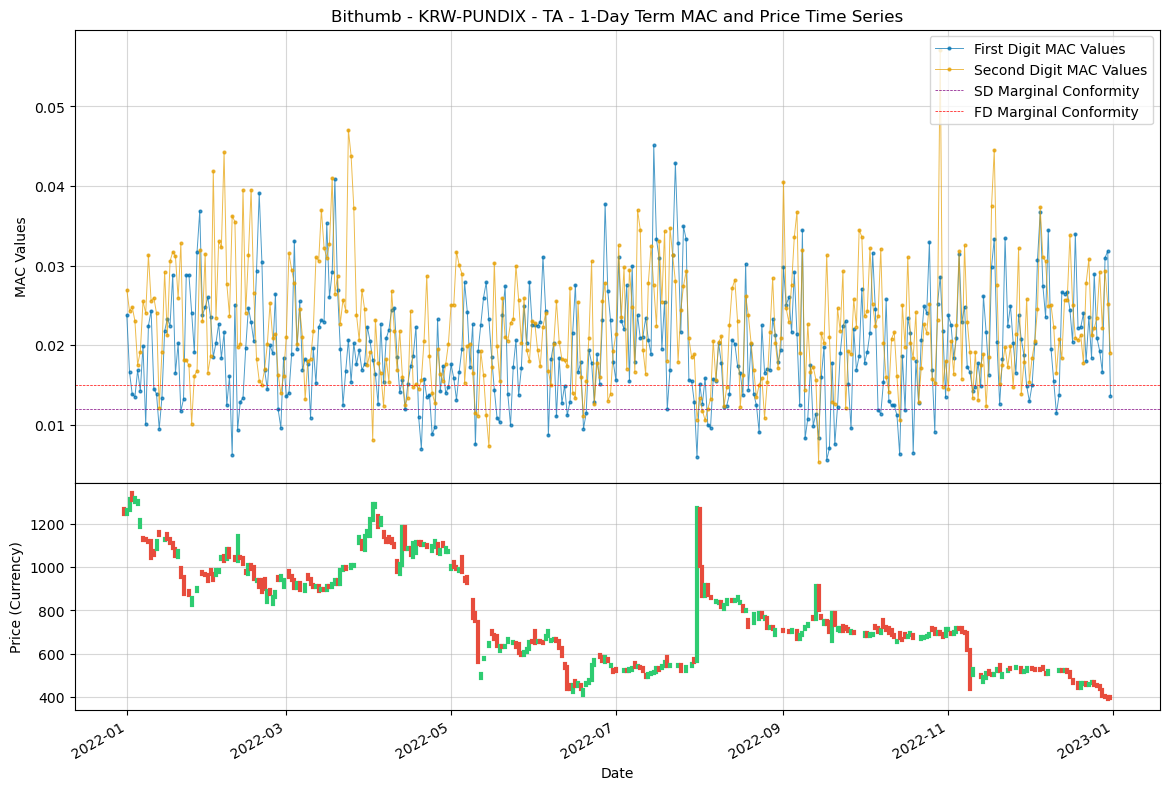 Bithumb - KRW-PUNDIX - TA - 1-Day Term MAC and Price Time Series
First Digit MAC Values
Second Digit MAC Values
SD Marginal Conformity
FD Marginal Conformity
MAC Values
0.05
0.04
0.03
0.02
0.01
Price (Currency)
1200
1000
800
600
400
2022-01
2022-03
2022-05
2022-07
2022-09
2022-11
2023-01
Date